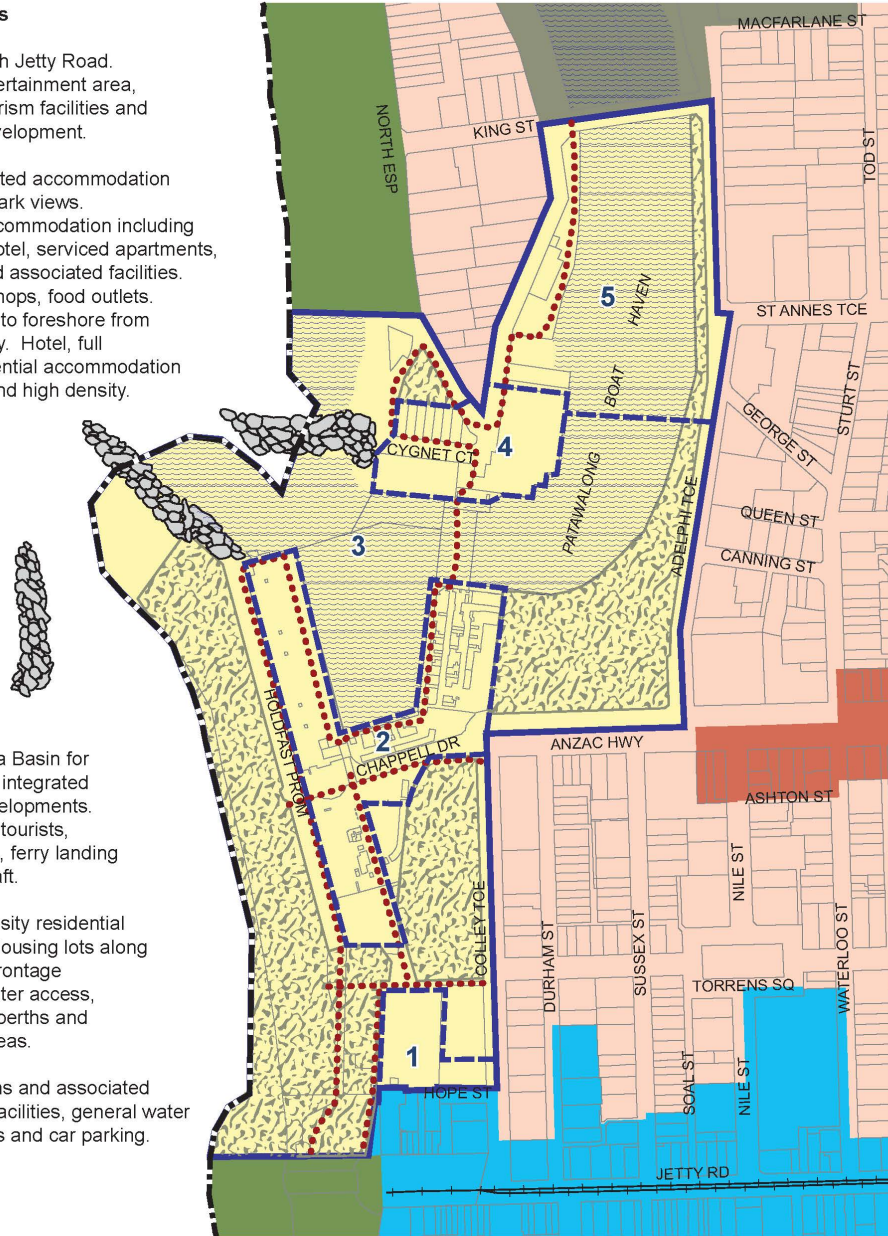 s
h Jetty Road.
ertainment area,
rism facilities and
velopment.
ted accommodation
ark views.
commodation including
otel, serviced apartments,
d associated facilities.
hops, food outlets.
to foreshore from
y. Hotel, full
ential accommodation
nd high density.
a Basin for
integrated
elopments.
tourists,
, ferry landing
aft.
sity residential
ousing lots along
rontage
ter access,
berths and
eas.
ns and associated
acilities, general water
s and car parking.
MACFARLANE ST
KING ST
NORTH ESP
TOD ST
5
HAVEN
BOAT
PATAWALONG
ST ANNES TCE
STURT ST
GEORGE ST
4
CYGNET CT
ADELPHI TCE
QUEEN ST
CANNING ST
3
HOLDFAST PROM
2
CHAPPELL DR
ANZAC HWY
ASHTON ST
NILE ST
COLLEY TCE
DURHAM ST
SUSSEX ST
WATERLOO ST
TORRENS SQ
1
HOPE ST
SOAL ST
NILE ST
JETTY RD